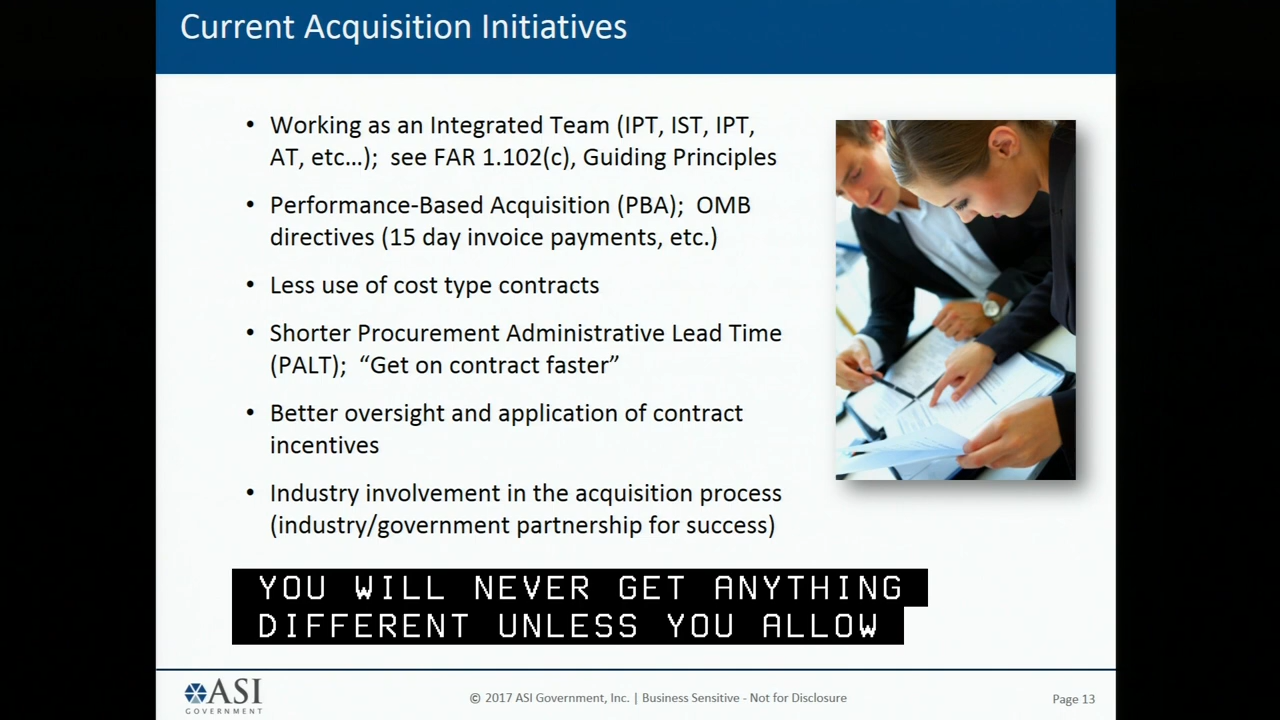 Current Acquisition Initiatives
• Working as an Integrated Team (IPT, IST, IPT,
AT, etc…); see FAR 1.102(c), Guiding Principles
• Performance-Based Acquisition (PBA); OMB
directives (15 day invoice payments, etc.)
• Less use of cost type contracts
• Shorter Procurement Administrative Lead Time
(PALT); “Get on contract faster”
• Better oversight and application of contract
incentives
• Industry involvement in the acquisition process
(industry/government partnership for success)
YOU WILL NEVER GET ANYTHING
DIFFERENT UNLESS YOU ALLOW
ASI
GOVERNMENT
© 2017 ASI Government, Inc. | Business Sensitive - Not for Disclosure
Page 13